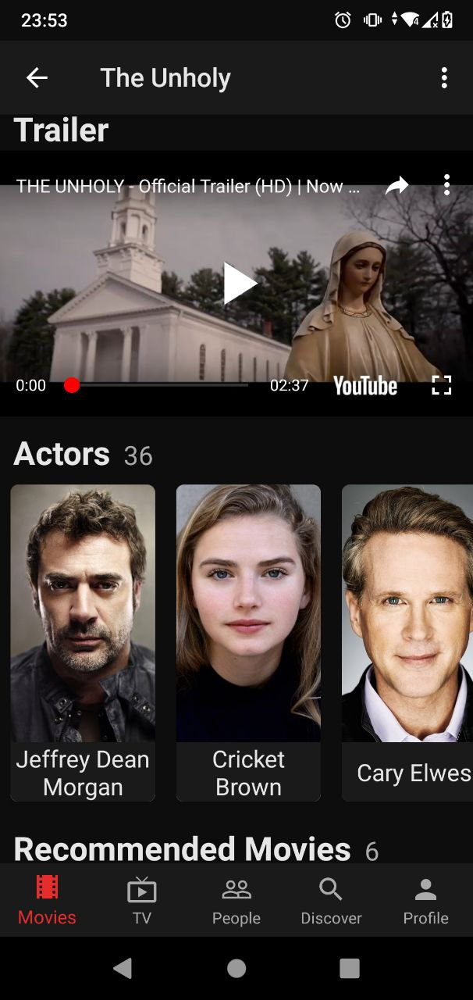 23:53
The Unholy
Trailer
THE UNHOLY - Official Trailer (HD) | Now ...
0:00
02:37
YouTube
Actors 36
Jeffrey Dean
Morgan
Cricket
Brown
Cary Elwes
Recommended Movies 6
Movies
TV
People
Discover
Profile